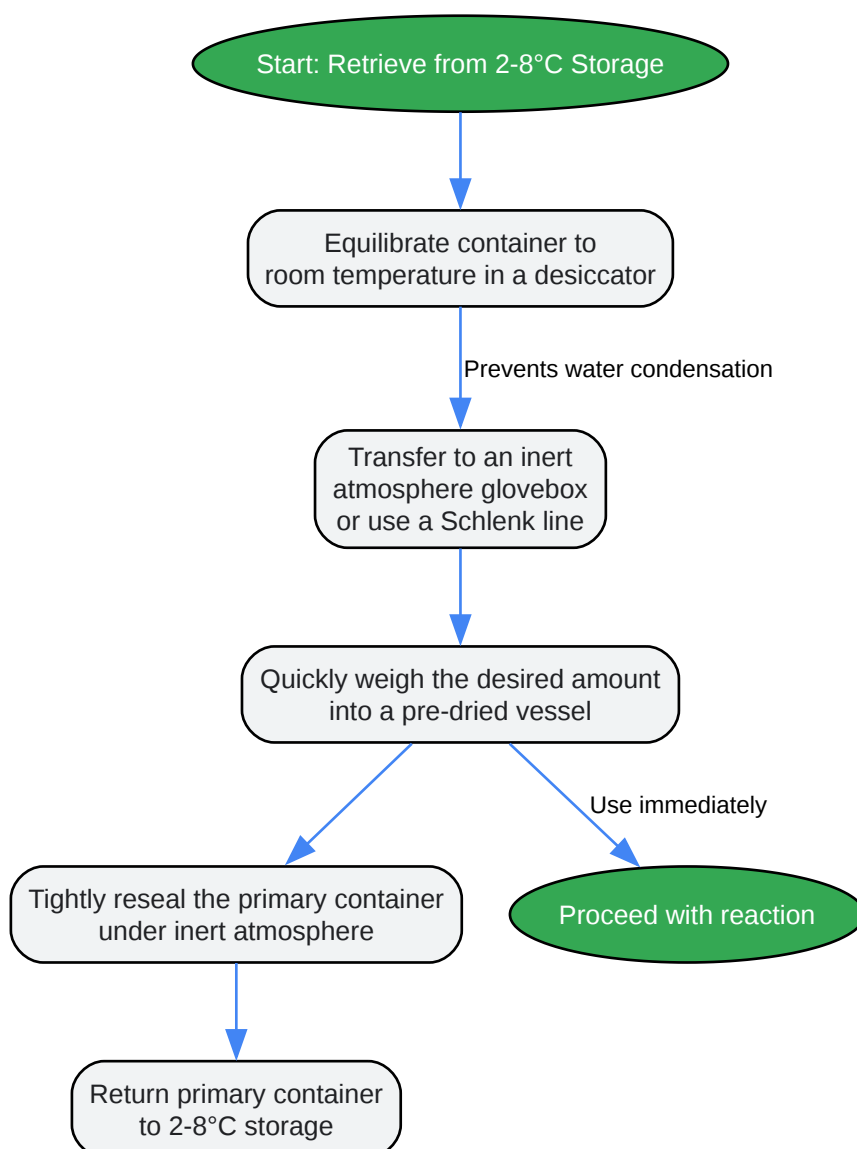 Start: Retrieve from 2-8°C Storage
Equilibrate container to
room temperature in a desiccator
Prevents water condensation
Transfer to an inert
atmosphere glovebox
or use a Schlenk line
Quickly weigh the desired amount
into a pre-dried vessel
Use immediately
Tightly reseal the primary container
under inert atmosphere
Proceed with reaction
Return primary container
to 2-8°C storage